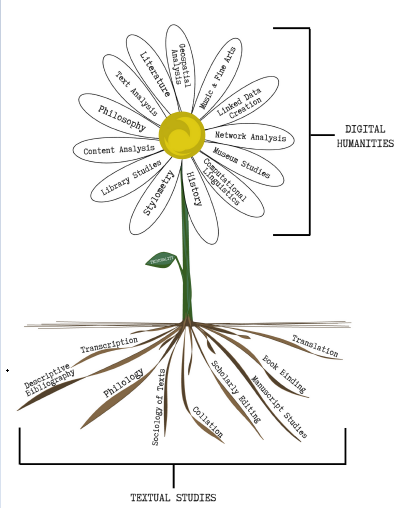 Geospatial
Analysis
Music & Fine Arts
Literature
Linked Data
Creation
Text Analysis
Philosophy
Network Analysis
DIGITAL
HUMANITIES
Content Analysis
Museum Studies
Library Studies
Computational
Linguistics
Stylometry
History
TEXTUALITY
Transcription
Translation
Descriptive
Bibliography
Book Binding
Philology
Sociology of Texts
Scholarly Editing
Manuscript Studies
Collation
TEXTUAL STUDIES